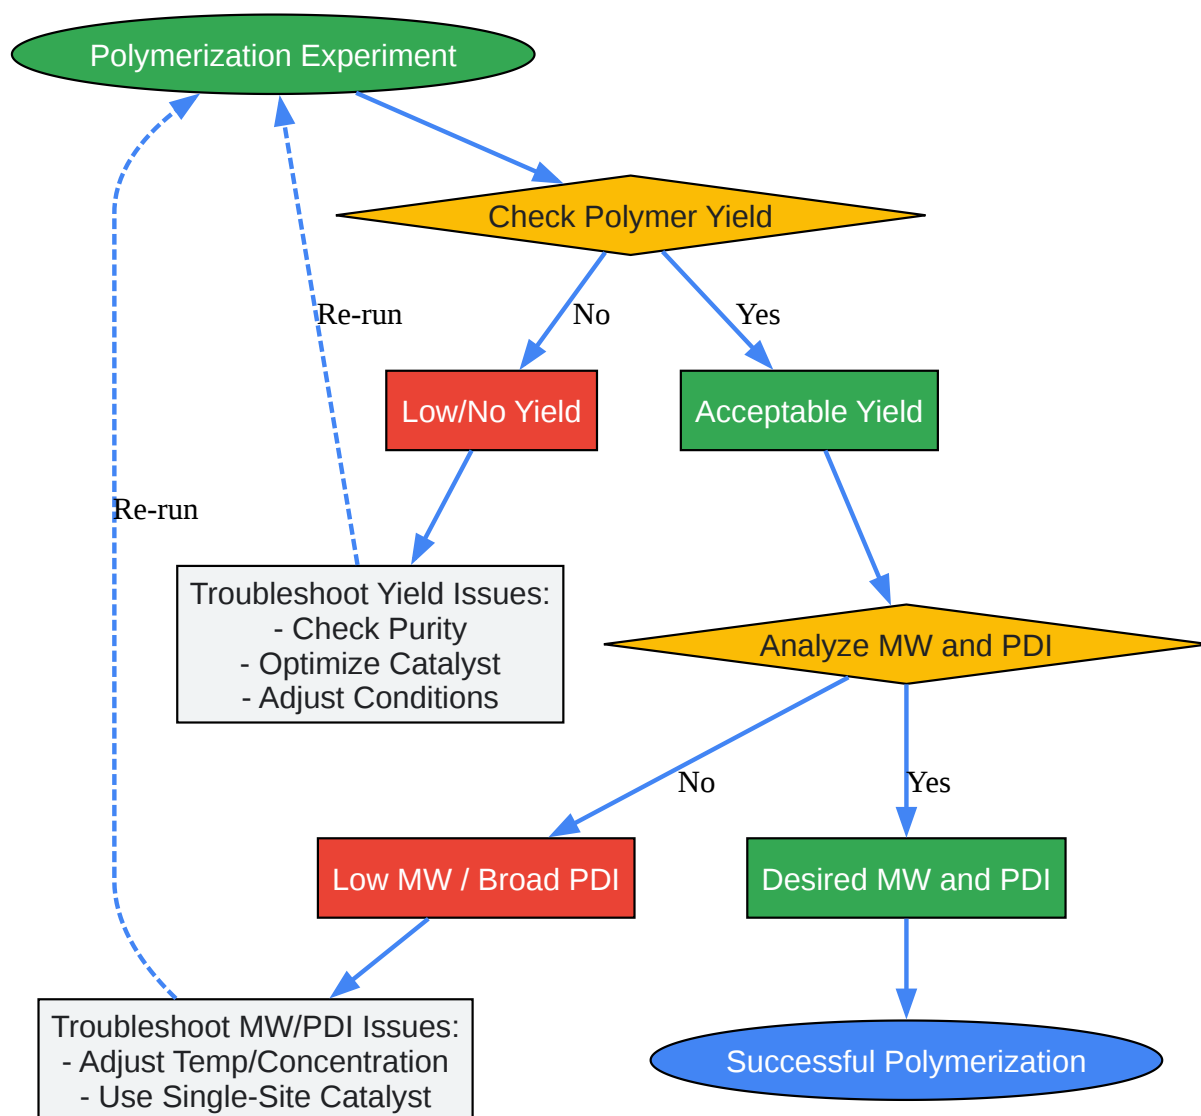 Polymerization Experiment
Check Polymer Yield
Re-run
No
Yes
Low/No Yield
Acceptable Yield
Re-run
Troubleshoot Yield Issues:
- Check Purity
- Optimize Catalyst
- Adjust Conditions
Analyze MW and PDI
No
Yes
Low MW / Broad PDI
Desired MW and PDI
Troubleshoot MW/PDI Issues:
- Adjust Temp/Concentration
- Use Single-Site Catalyst
Successful Polymerization